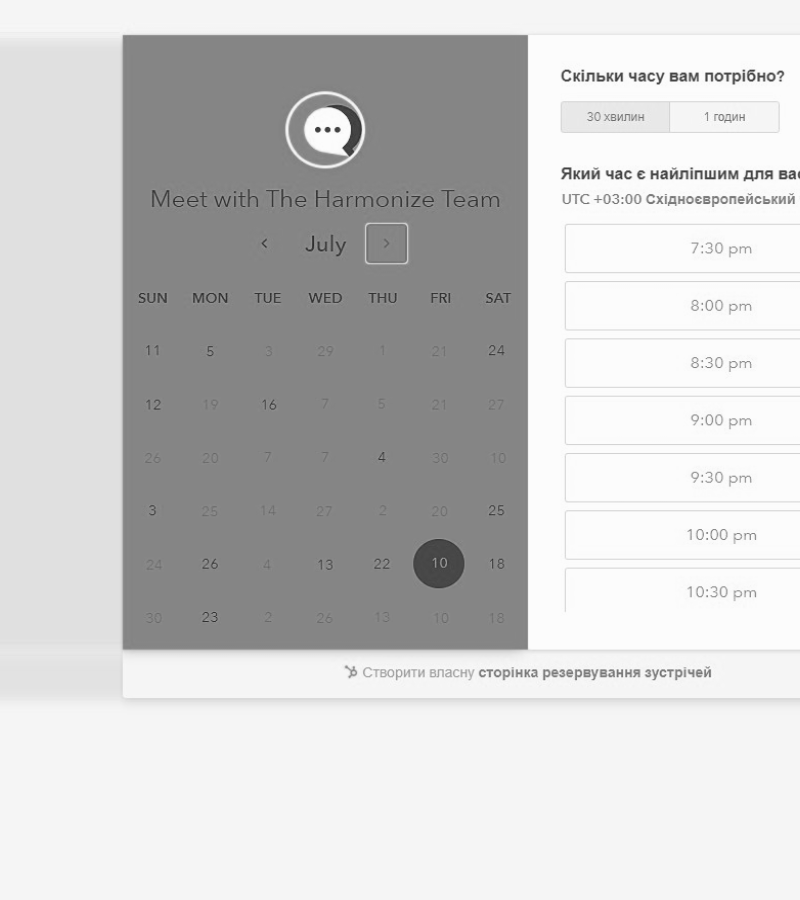 Meet with The Harmonize Team
July
SUN MON TUE WED THU FRI SAT
11 5 3 29 1 21 24
12 19 16 7 5 21 27
26 20 7 7 4 30 10
3 25 14 27 2 20 25
24 26 4 13 22 10 18
30 23 2 26 13 10 18
Скільки часу вам потрібно?
30 хвилин 1 годин
Який час є найліпшим для
UTC +03:00 Східноєвропейський
7:30 pm
8:00 pm
8:30 pm
9:00 pm
9:30 pm
10:00 pm
10:30 pm
Створити власну сторінка резервування зустрічей